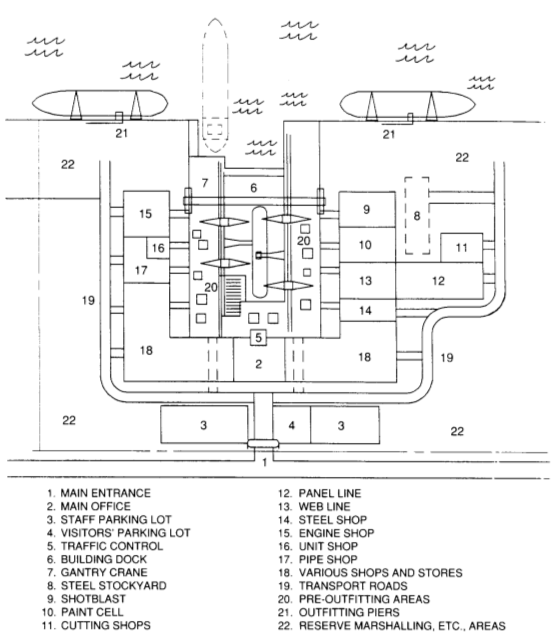 21
21
22
22
7
6
15
9
8
16
20
10
11
17
20
13
12
19
14
5
18
2
18
19
22
3
4
3
22
1
1. MAIN ENTRANCE
2. MAIN OFFICE
3. STAFF PARKING LOT
4. VISITORS' PARKING LOT
5. TRAFFIC CONTROL
6. BUILDING DOCK
7. GANTRY CRANE
8. STEEL STOCKYARD
9. SHOTBLAST
10. PAINT CELL
11. CUTTING SHOPS
12. PANEL LINE
13. WEB LINE
14. STEEL SHOP
15. ENGINE SHOP
16. UNIT SHOP
17. PIPE SHOP
18. VARIOUS SHOPS AND STORES
19. TRANSPORT ROADS
20. PRE-OUTFITTING AREAS
21. OUTFITTING PIERS
22. RESERVE MARSHALLING, ETC., AREAS